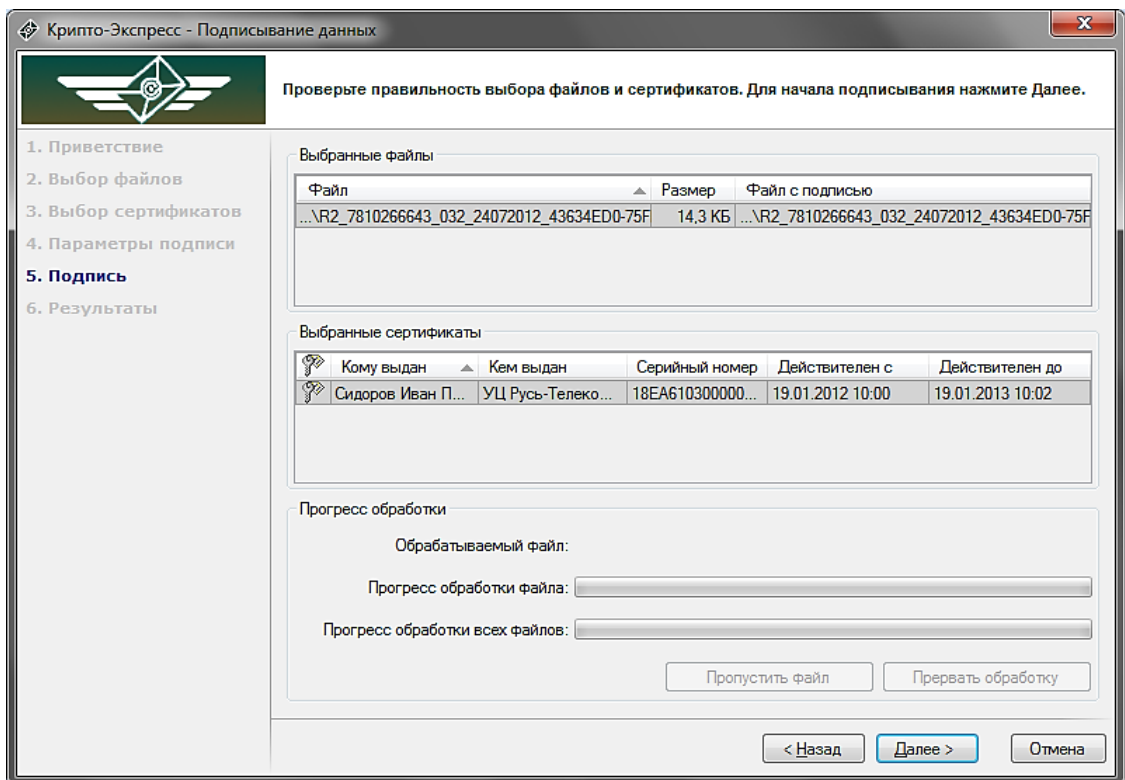 Крипто-Экспресс - Подписывание данных
Проверьте правильность выбора файлов и сертификатов. Для начала подписывания нажмите Далее.
1. Приветствие
2. Выбор файлов
3. Выбор сертификатов
4. Параметры подписи
5. Подпись
6. Результаты
Выбранные файлы
Файл Размер Файл с подписью
...\R2_7810266643_032_24072012_43634ED0-75F 14,3 КБ ...\R2_7810266643_032_24072012_43634ED0-75F
Выбранные сертификаты
Кому выдан Кем выдан Серийный номер Действителен с Действителен до
Сидоров Иван П... УЦ Русь-Телеко... 18EA610300000... 19.01.2012 10:00 19.01.2013 10:02
Прогресс обработки
Обрабатываемый файл:
Прогресс обработки файла:
Прогресс обработки всех файлов:
Пропустить файл Прервать обработку
< Назад Далее > Отмена